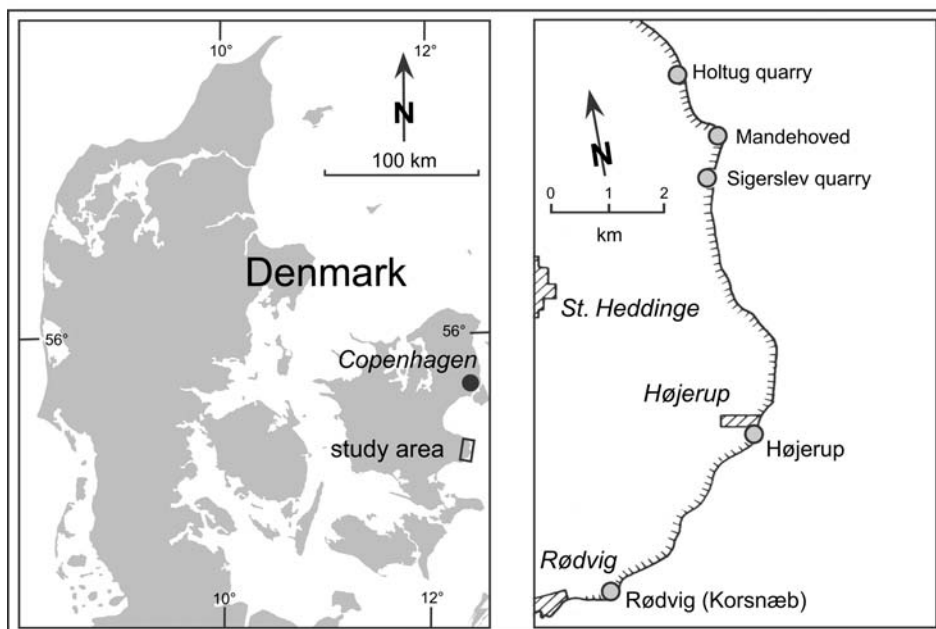 10°
12°
N
100 km
Denmark
56°
56°
Copenhagen
study area
10°
12°
Holtug quarry
Mandehoved
Sigerslev quarry
N
0 1 2
km
St. Heddinge
Højerup
Højerup
Rødvig
Rødvig (Korsnæb)